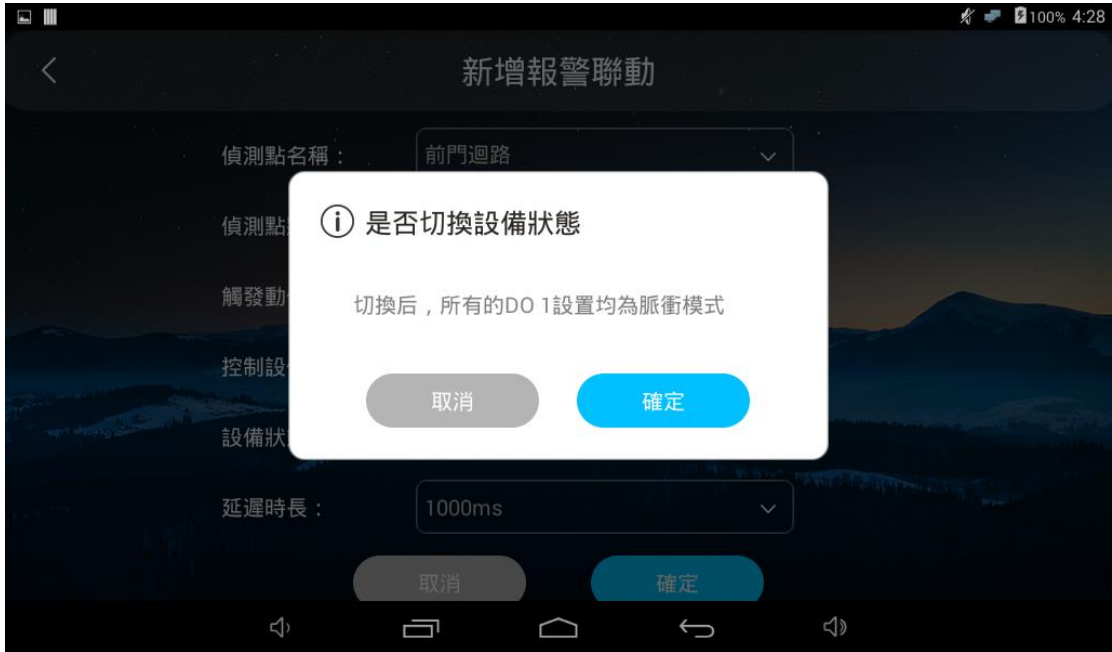 100% 4:28
新增報警聯動
偵測點名稱：
前門迴路
偵測點
是否切換設備狀態
觸發動
切換后，所有的DO 1設置均為脈衝模式
控制設
取消
確定
設備狀
延遲時長：
1000ms
取消
確定